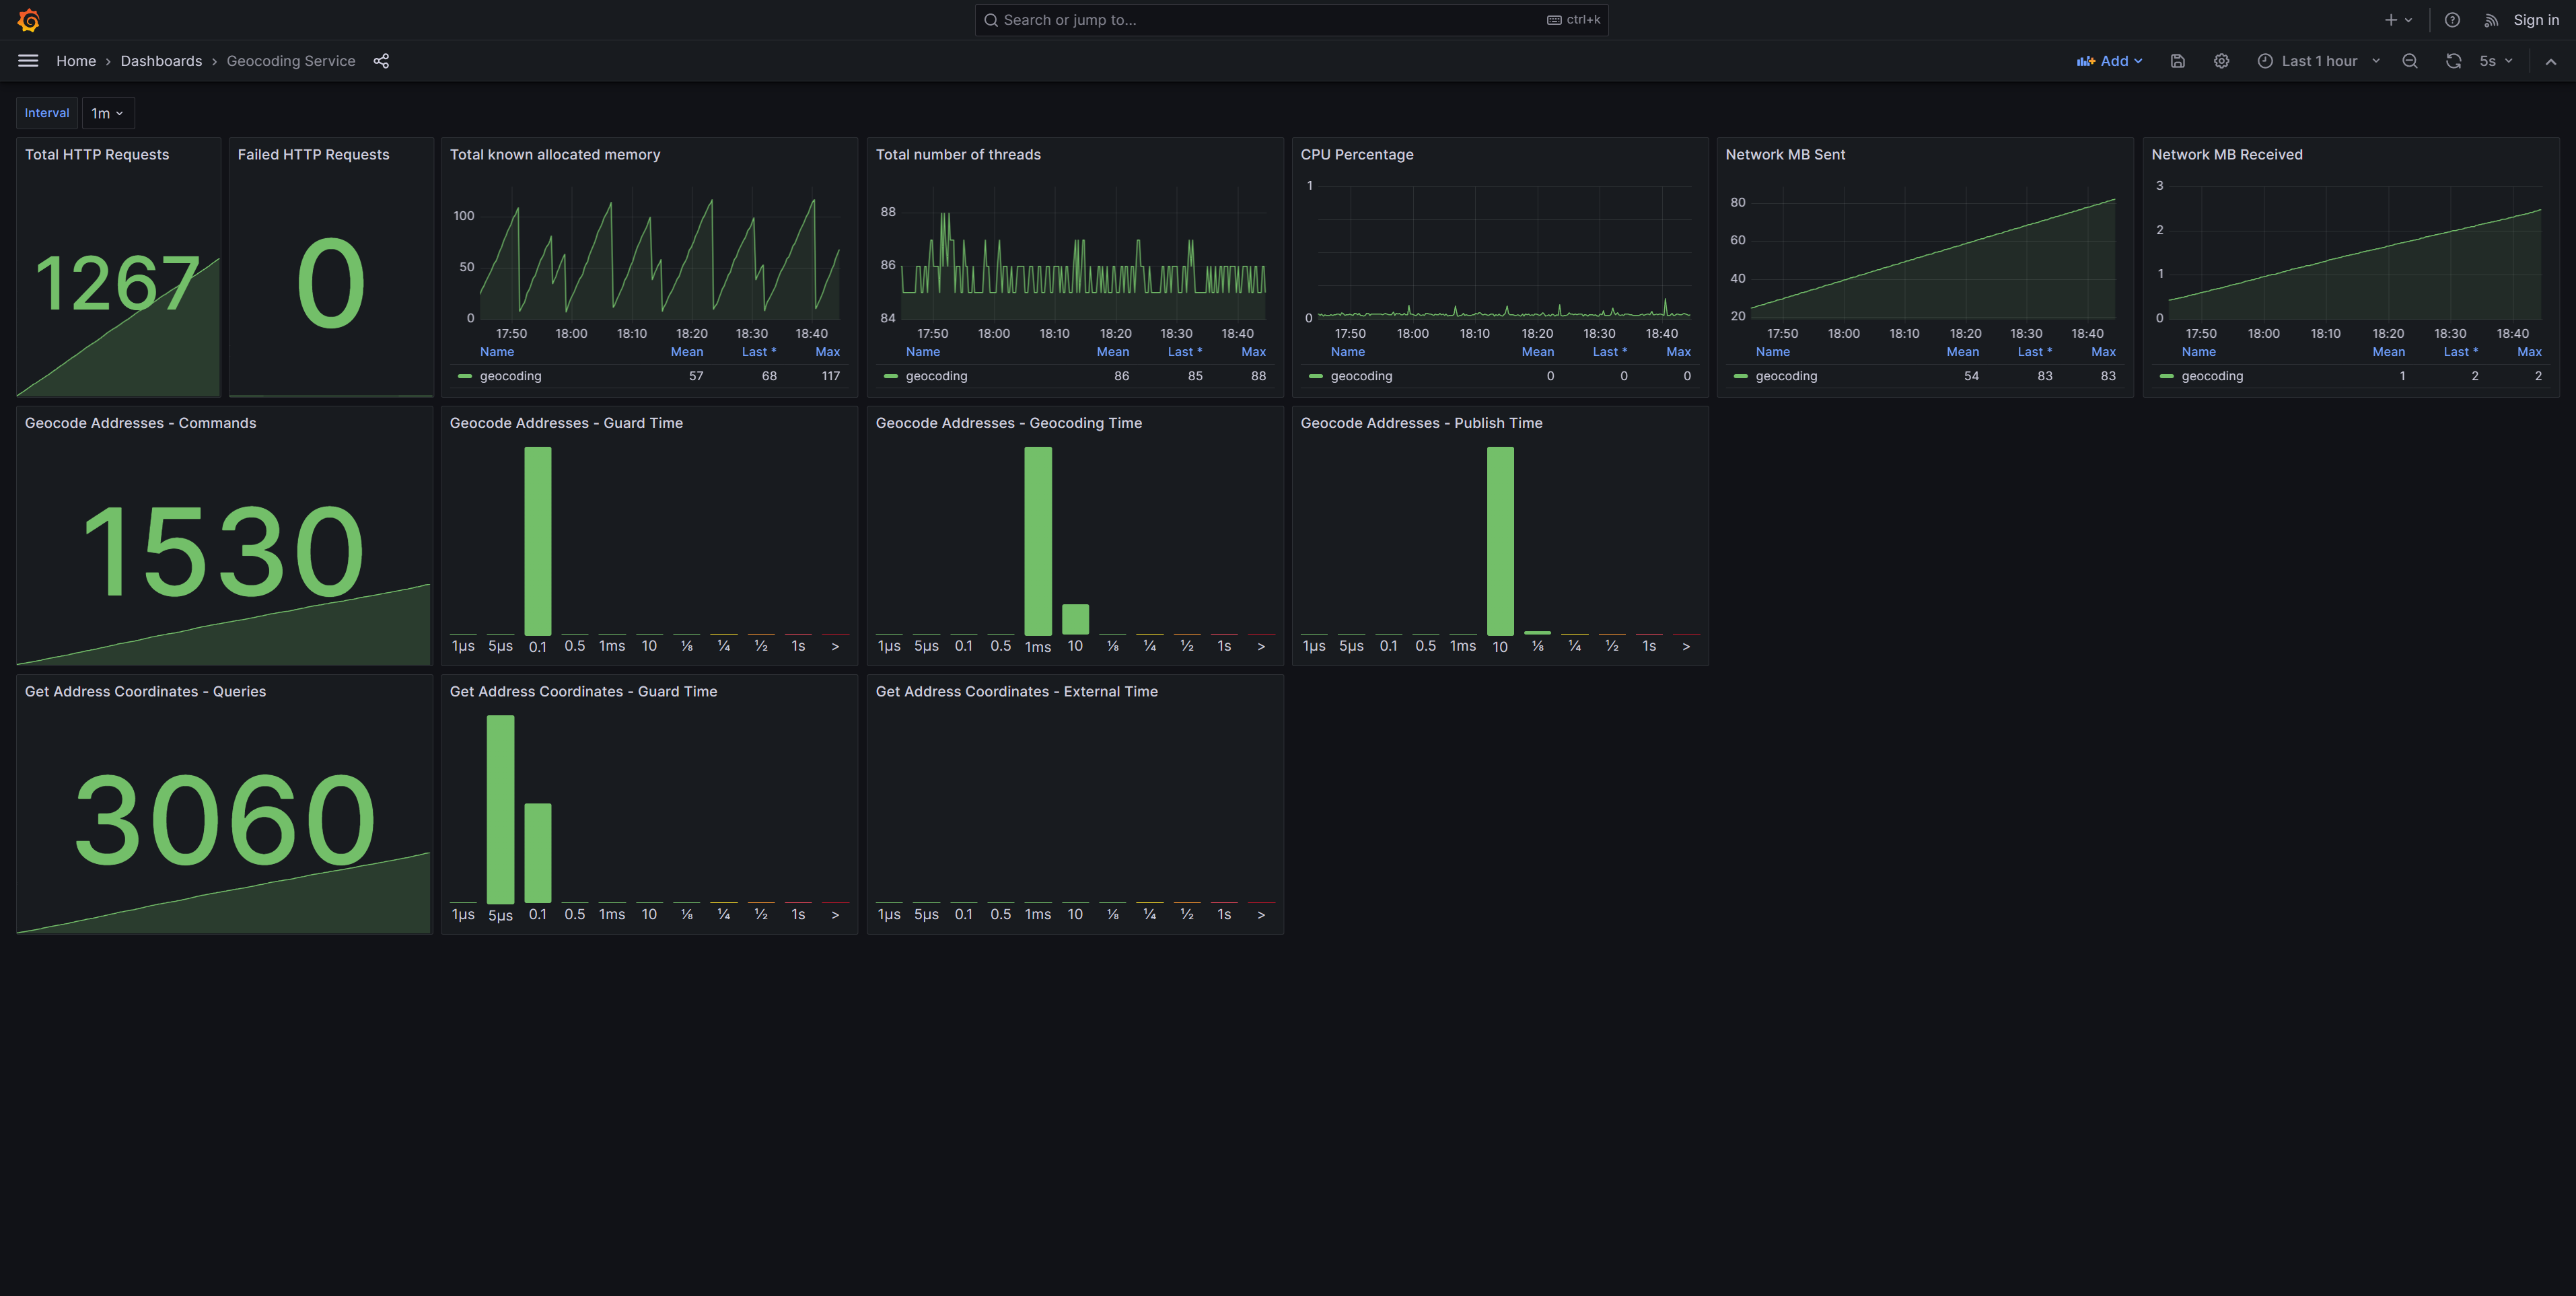 Search or jump to... ctrl+k Sign in
Home › Dashboards › Geocoding Service Add Last 1 hour 5s
Interval 1m
Total HTTP Requests
1267
Failed HTTP Requests
0
Total known allocated memory
100
50
0
17:50 18:00 18:10 18:20 18:30 18:40
Name Mean Last * Max
geocoding 57 68 117
Total number of threads
88
86
84
17:50 18:00 18:10 18:20 18:30 18:40
Name Mean Last * Max
geocoding 86 85 88
CPU Percentage
1
0
17:50 18:00 18:10 18:20 18:30 18:40
Name Mean Last * Max
geocoding 0 0 0
Network MB Sent
80
60
40
20
17:50 18:00 18:10 18:20 18:30 18:40
Name Mean Last * Max
geocoding 54 83 83
Network MB Received
3
2
1
0
17:50 18:00 18:10 18:20 18:30 18:40
Name Mean Last * Max
geocoding 1 2 2
Geocode Addresses - Commands
1530
Geocode Addresses - Guard Time
1µs 5µs 0.1 0.5 1ms 10 ⅛ ¼ ½ 1s >
Geocode Addresses - Geocoding Time
1µs 5µs 0.1 0.5 1ms 10 ⅛ ¼ ½ 1s >
Geocode Addresses - Publish Time
1µs 5µs 0.1 0.5 1ms 10 ⅛ ¼ ½ 1s >
Get Address Coordinates - Queries
3060
Get Address Coordinates - Guard Time
1µs 5µs 0.1 0.5 1ms 10 ⅛ ¼ ½ 1s >
Get Address Coordinates - External Time
1µs 5µs 0.1 0.5 1ms 10 ⅛ ¼ ½ 1s >